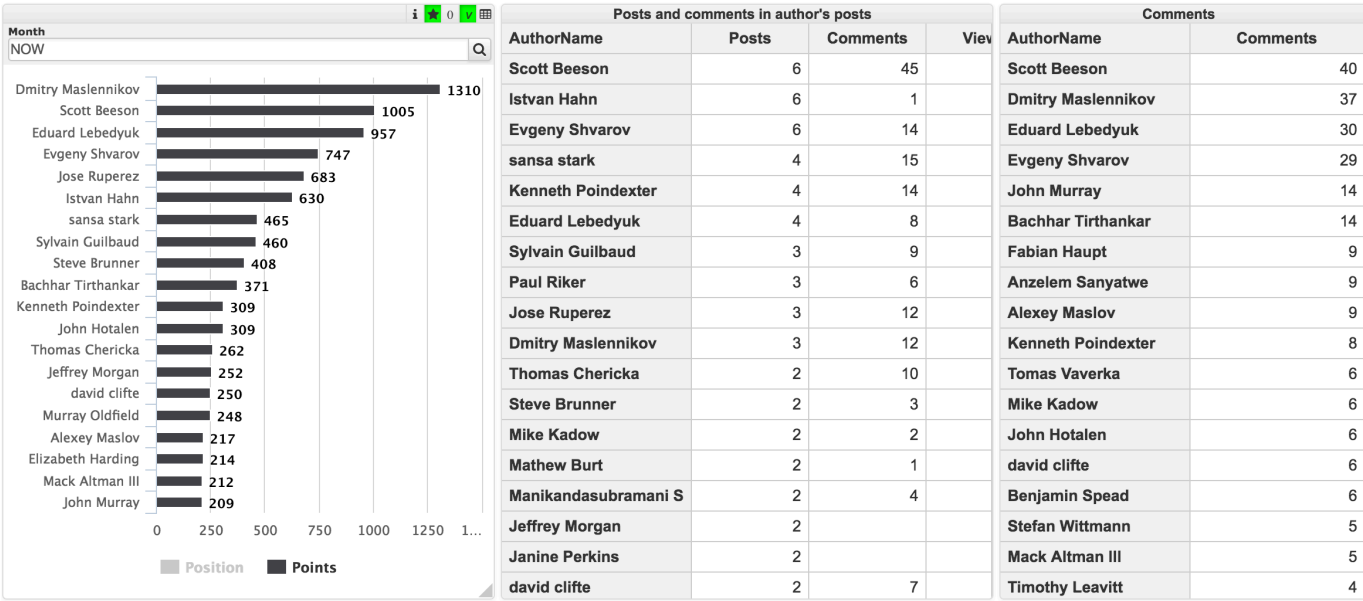 i ★ 0 v
Month
NOW
Dmitry Maslennikov 1310
Scott Beeson 1005
Eduard Lebedyuk 957
Evgeny Shvarov 747
Jose Ruperez 683
Istvan Hahn 630
sansa stark 465
Sylvain Guilbaud 460
Steve Brunner 408
Bachhar Tirthankar 371
Kenneth Poindexter 309
John Hotalen 309
Thomas Chericka 262
Jeffrey Morgan 252
david clifte 250
Murray Oldfield 248
Alexey Maslov 217
Elizabeth Harding 214
Mack Altman III 212
John Murray 209
0 250 500 750 1000 1250 1...
Position Points
Posts and comments in author's posts
AuthorName Posts Comments View
Scott Beeson 6 45
Istvan Hahn 6 1
Evgeny Shvarov 6 14
sansa stark 4 15
Kenneth Poindexter 4 14
Eduard Lebedyuk 4 8
Sylvain Guilbaud 3 9
Paul Riker 3 6
Jose Ruperez 3 12
Dmitry Maslennikov 3 12
Thomas Chericka 2 10
Steve Brunner 2 3
Mike Kadow 2 2
Mathew Burt 2 1
Manikandasubramani S 2 4
Jeffrey Morgan 2
Janine Perkins 2
david clifte 2 7
Comments
AuthorName Comments
Scott Beeson 40
Dmitry Maslennikov 37
Eduard Lebedyuk 30
Evgeny Shvarov 29
John Murray 14
Bachhar Tirthankar 14
Fabian Haupt 9
Anzelem Sanyatwe 9
Alexey Maslov 9
Kenneth Poindexter 8
Tomas Vaverka 6
Mike Kadow 6
John Hotalen 6
david clifte 6
Benjamin Spead 6
Stefan Wittmann 5
Mack Altman III 5
Timothy Leavitt 4